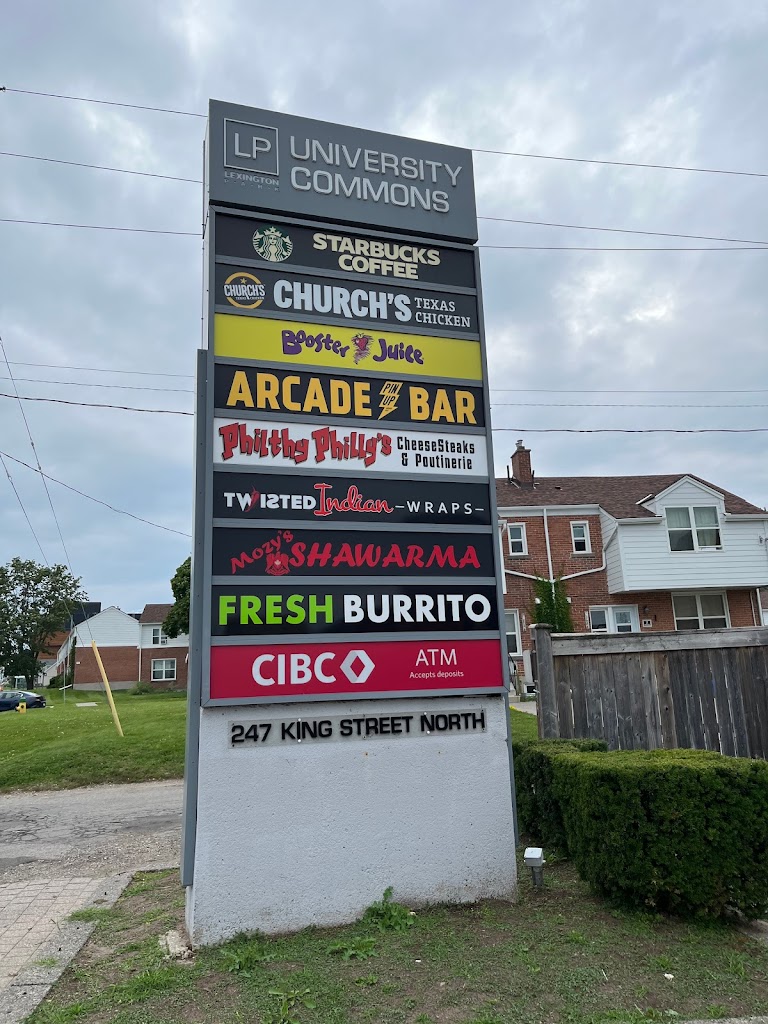 LP
LEXINGTON
UNIVERSITY
COMMONS
STARBUCKS
COFFEE
CHURCH'S
CHURCH'S
TEXAS
CHICKEN
Booster Juice
ARCADE PIN UP BAR
Philthy Philly's
CheeseSteaks
& Poutinerie
TWISTED Indian -WRAPS-
Mozy's SHAWARMA
FRESH BURRITO
CIBC
ATM
Accepts deposits
247 KING STREET NORTH